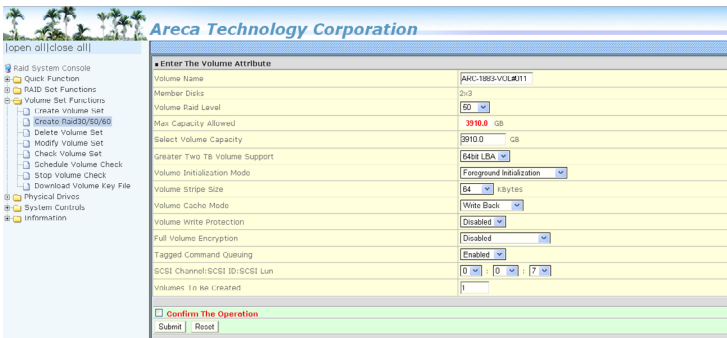 Areca Technology Corporation
|open all|close all|
Raid System Console
Quick Function
RAID Set Functions
Volume Set Functions
Create Volume Set
Create Raid30/50/60
Delete Volume Set
Modify Volume Set
Check Volume Set
Schedule Volume Check
Stop Volume Check
Download Volume Key File
Physical Drives
System Controls
Information
Enter The Volume Attribute
Volume Name ARC-1883-VOL#011
Member Disks 2x3
Volume Raid Level 50
Max Capacity Allowed 3910.0 GB
Select Volume Capacity 3910.0 GB
Greater Two TB Volume Support 64bit LBA
Volume Initialization Mode Foreground Initialization
Volume Stripe Size 64 KBytes
Volume Cache Mode Write Back
Volume Write Protection Disabled
Full Volume Encryption Disabled
Tagged Command Queuing Enabled
SCSI Channel:SCSI ID:SCSI Lun 0 : 0 : 7
Volumes To Be Created 1
Confirm The Operation
Submit Reset